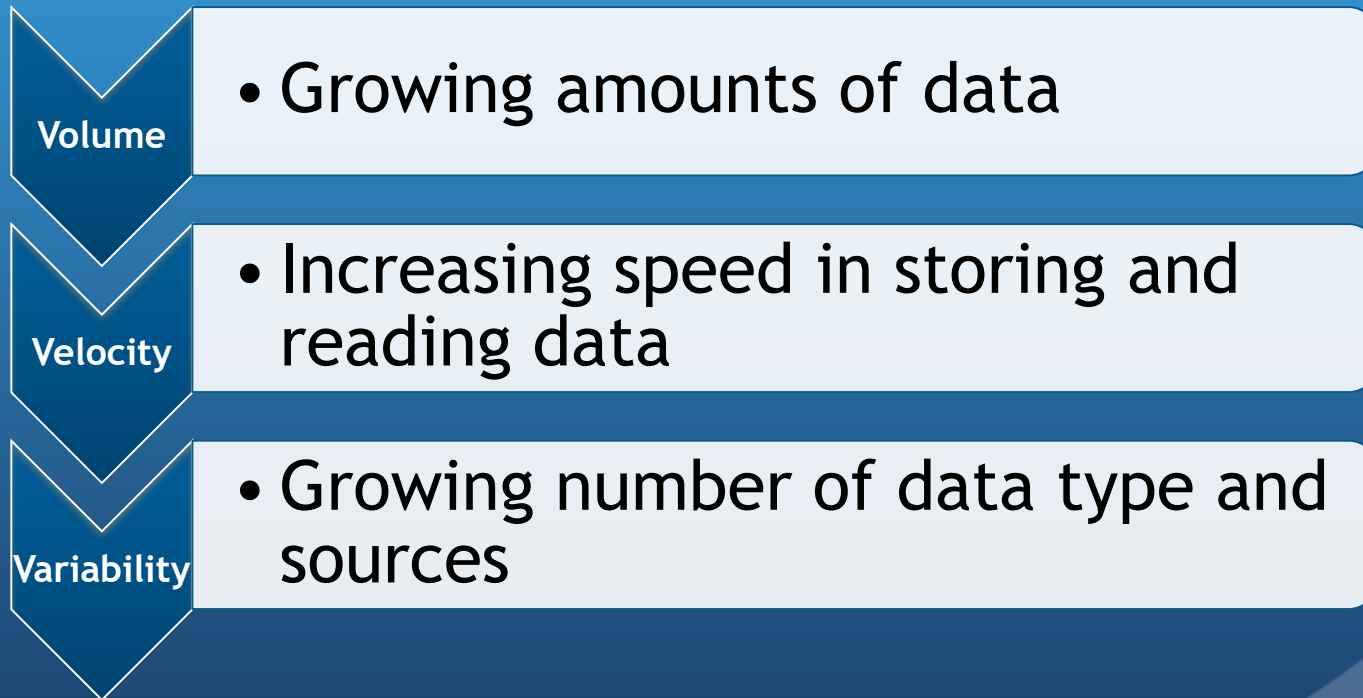 Volume
• Growing amounts of data
Velocity
• Increasing speed in storing and
reading data
Variability
• Growing number of data type and
sources